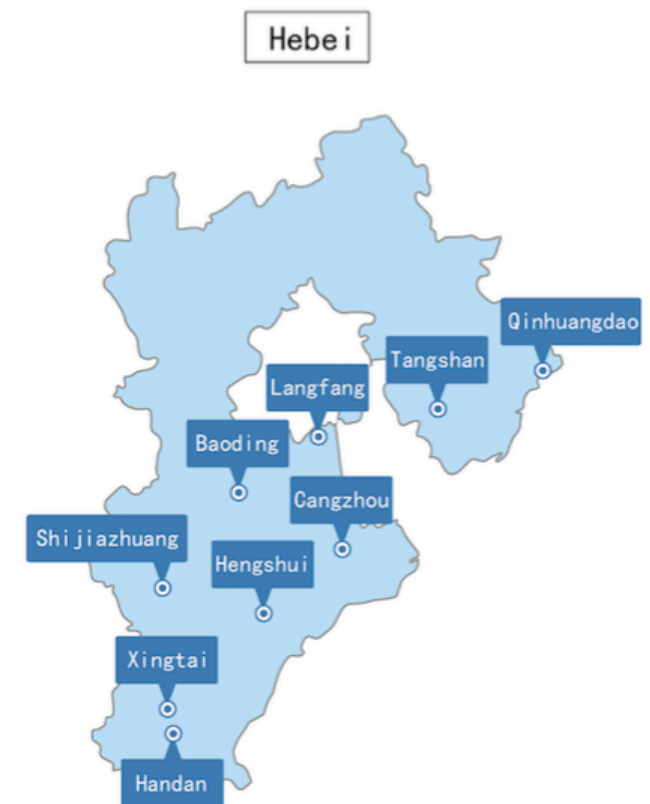 Hebei
Qinhuangdao
Tangshan
Langfang
Baoding
Cangzhou
Shijiazhuang
Hengshui
Xingtai
Handan